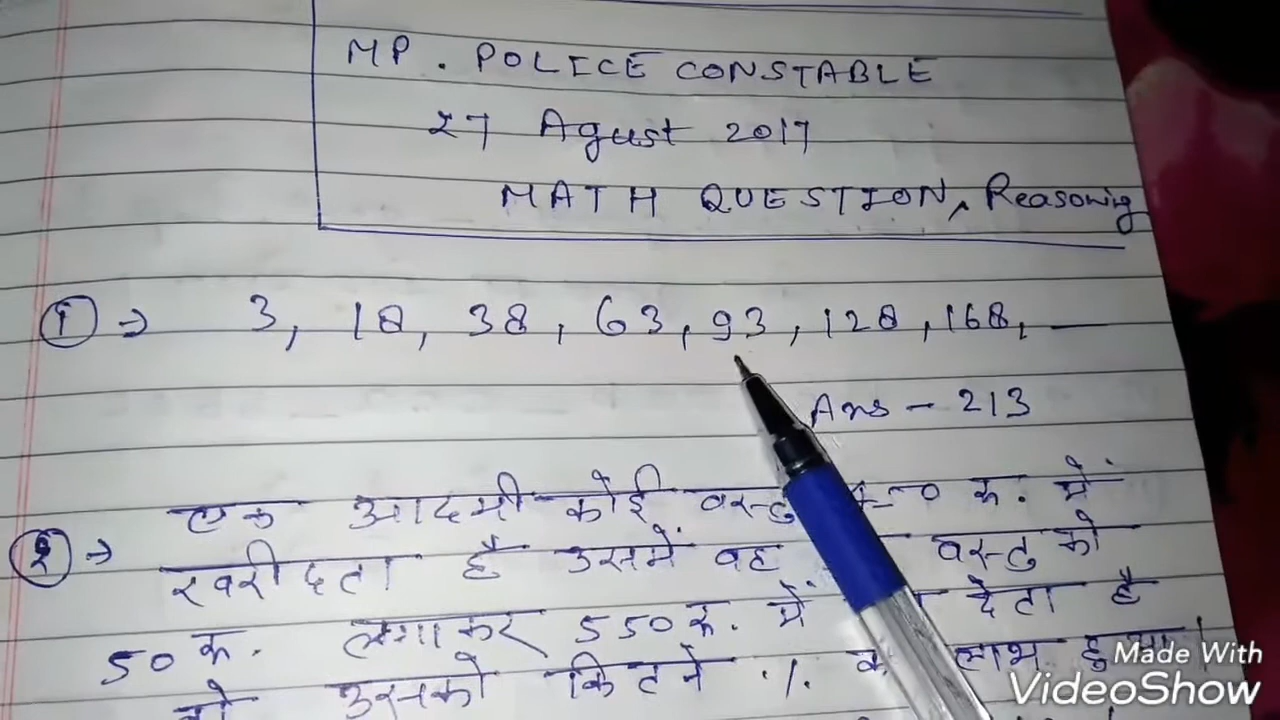 MP. POLICE CONSTABLE
27 Agust 2017
MATH QUESTION, Reasoning
1 → 3, 18, 38, 63, 93, 128, 168, —
Ans - 213
2 → एक आदमी कोई वस्तु रू. में
खरीदता है उसमें वह वस्तु को
50 रू. लगाकर 550 रू. में देता है
तो उसको कितने % का लाभ हुआ।
Made With
VideoShow